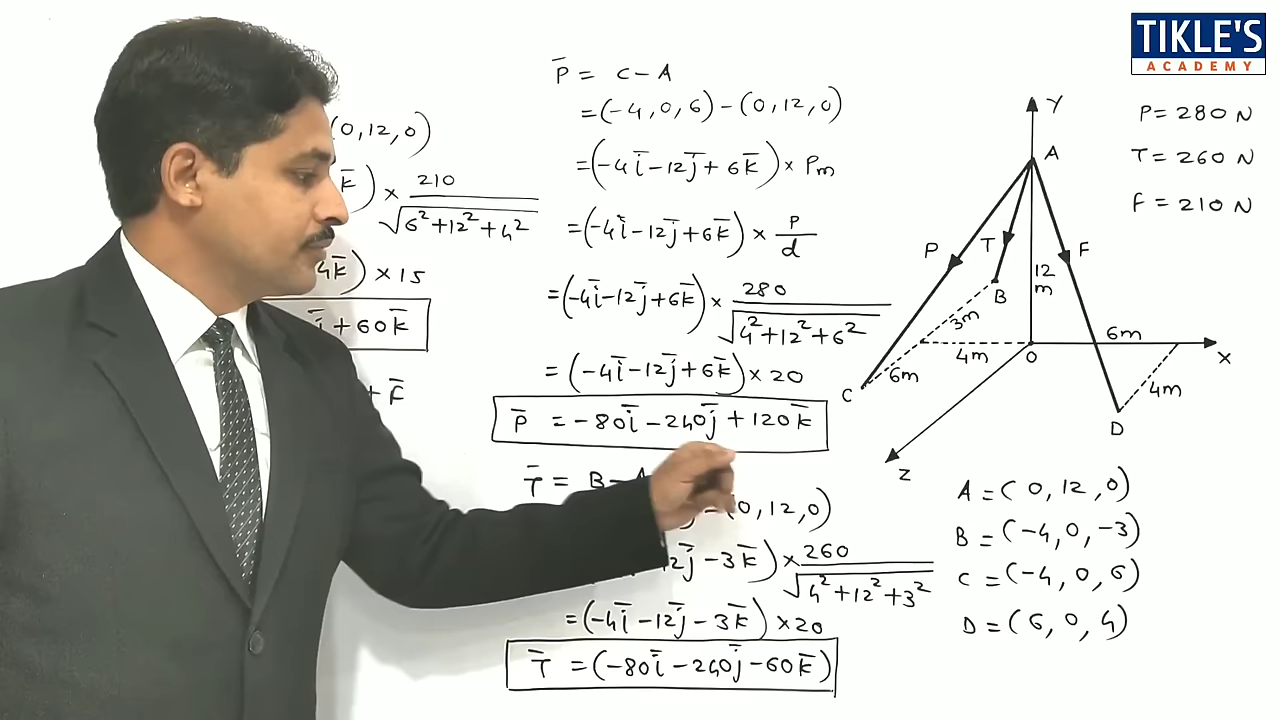 TIKLE'S
ACADEMY
(0,12,0)
k̄) × 210
√6²+12²+4²
4k̄) × 15
ī + 60k̄
+ F̄
P̄ = C - A
= (-4,0,6) - (0,12,0)
= (-4ī - 12j̄ + 6k̄) × Pm
= (-4ī - 12j̄ + 6k̄) × P/d
= (-4ī - 12j̄ + 6k̄) × 280
√4²+12²+6²
= (-4ī - 12j̄ + 6k̄) × 20
P̄ = -80ī - 240j̄ + 120k̄
T̄ = B - A
- (0,12,0)
2j̄ - 3k̄) × 260
√4²+12²+3²
= (-4ī - 12j̄ - 3k̄) × 20
T̄ = (-80ī - 240j̄ - 60k̄)
Y
A
P
T
F
12
m
B
3m
6m
4m
O
X
6m
4m
C
D
Z
P = 280 N
T = 260 N
F = 210 N
A = (0, 12, 0)
B = (-4, 0, -3)
C = (-4, 0, 6)
D = (6, 0, 4)